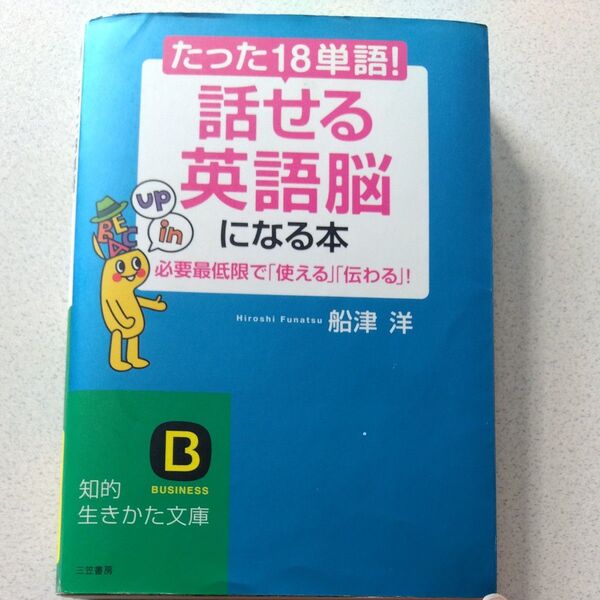 たった18単語!
話せる
英語脳
になる本
up
in
REACH
必要最低限で「使える」「伝わる」!
Hiroshi Funatsu 船津 洋
B
BUSINESS
知的
生きかた文庫
三笠書房